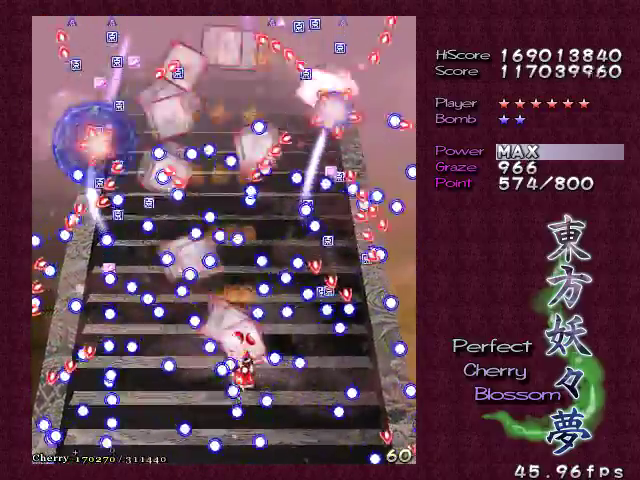 HiScore 169013840
Score 117039960
Player ★★★★★★
Bomb ★★
Power MAX
Graze 966
Point 574/800
東方妖々夢
Perfect
Cherry
Blossom
Cherry 170270/311440
60
45.96fps